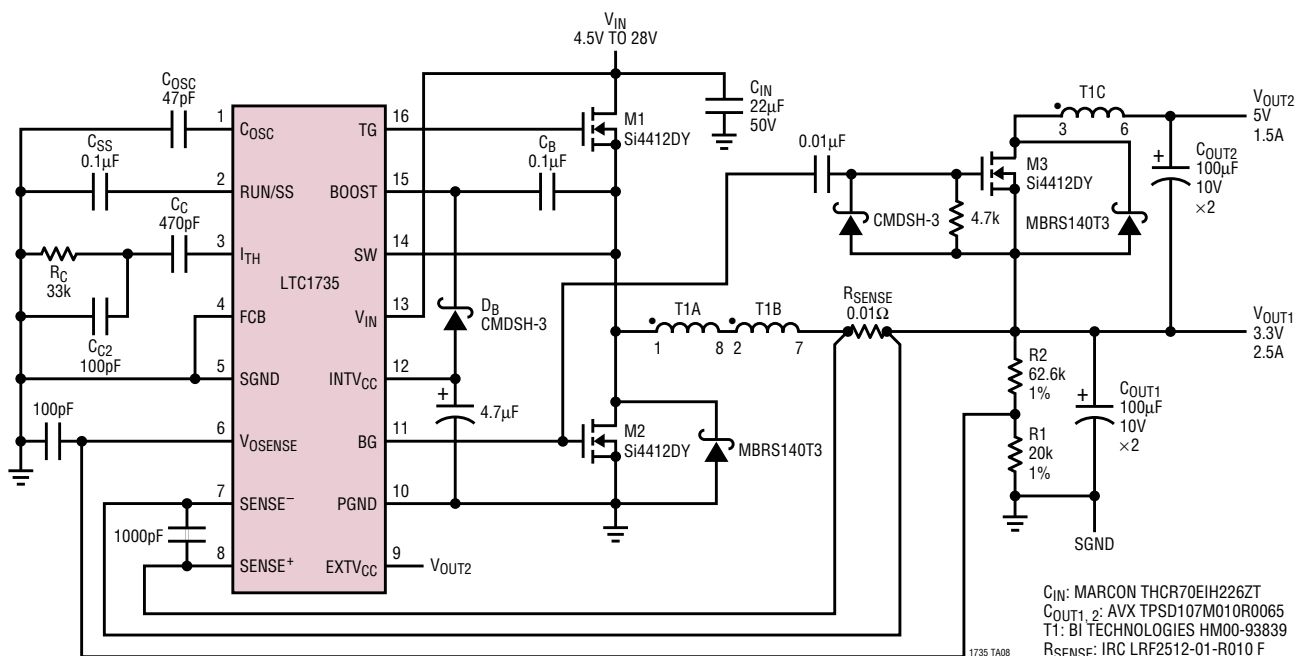 VIN
4.5V TO 28V
COSC
47pF
CSS
0.1µF
CC
470pF
RC
33k
CC2
100pF
100pF
1000pF
1
2
3
4
5
6
7
8
COSC
RUN/SS
ITH
FCB
SGND
VOSENSE
SENSE–
SENSE+
LTC1735
TG
BOOST
SW
VIN
INTVCC
BG
PGND
EXTVCC
16
15
14
13
12
11
10
9
VOUT2
CB
0.1µF
DB
CMDSH-3
+
4.7µF
M1
Si4412DY
CIN
22µF
50V
M2
Si4412DY
MBRS140T3
T1A
1
8
T1B
2
7
RSENSE
0.01Ω
0.01µF
CMDSH-3
4.7k
M3
Si4412DY
MBRS140T3
T1C
3
6
+
COUT2
100µF
10V
×2
VOUT2
5V
1.5A
VOUT1
3.3V
2.5A
R2
62.6k
1%
R1
20k
1%
+
COUT1
100µF
10V
×2
SGND
CIN: MARCON THCR70EIH226ZT
COUT1, 2: AVX TPSD107M010R0065
T1: BI TECHNOLOGIES HM00-93839
RSENSE: IRC LRF2512-01-R010 F
1735 TA08